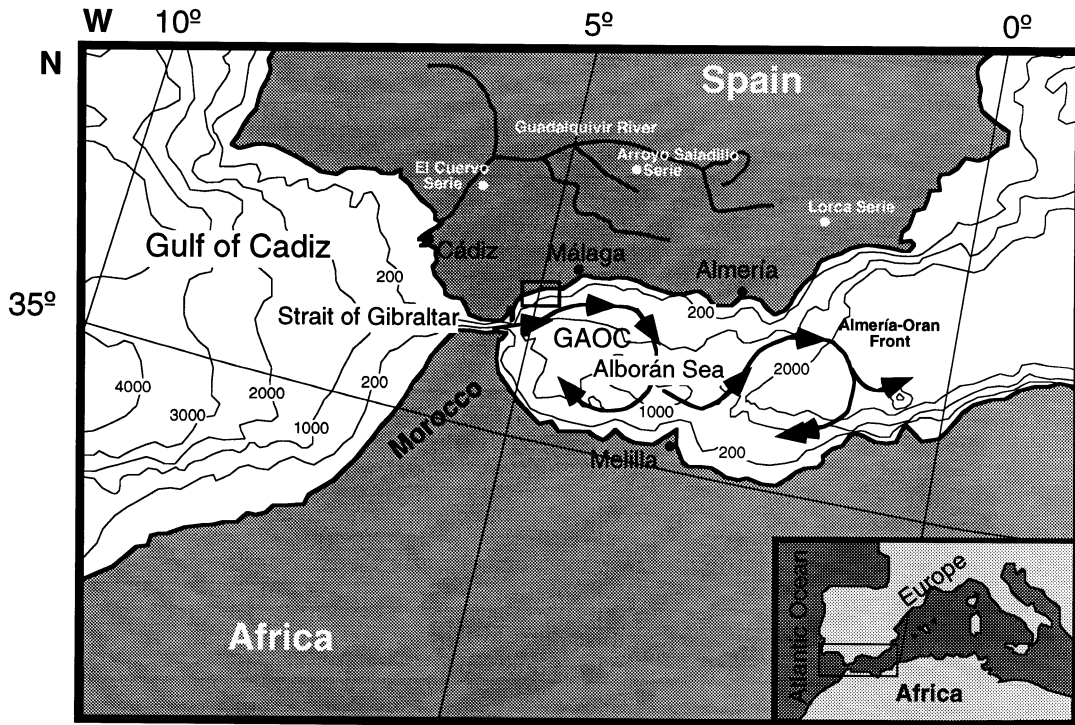 W 10º 5º 0º
N
Spain
Guadalquivir River
El Cuervo
Serie
Arroyo Saladillo
Serie
Lorca Serie
Gulf of Cadiz
Cádiz
Málaga
Almería
200
35º
Strait of Gibraltar
200
GAOC
Almería-Oran
Front
Alborán Sea
2000
4000
3000
2000
1000
200
1000
Morocco
Melilla
200
Africa
Atlantic Ocean
Europe
Africa